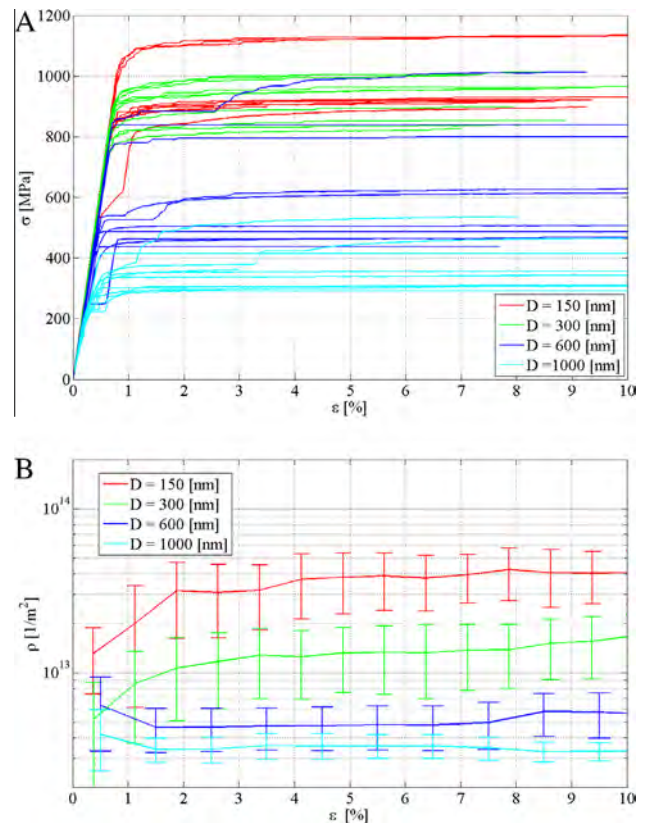 A
1200
1000
800
600
400
200
0
σ [MPa]
D = 150 [nm]
D = 300 [nm]
D = 600 [nm]
D =1000 [nm]
0 1 2 3 4 5 6 7 8 9 10
ε [%]
B
D = 150 [nm]
D = 300 [nm]
D = 600 [nm]
D = 1000 [nm]
10^14
10^13
ρ [1/m^2]
0 1 2 3 4 5 6 7 8 9 10
ε [%]